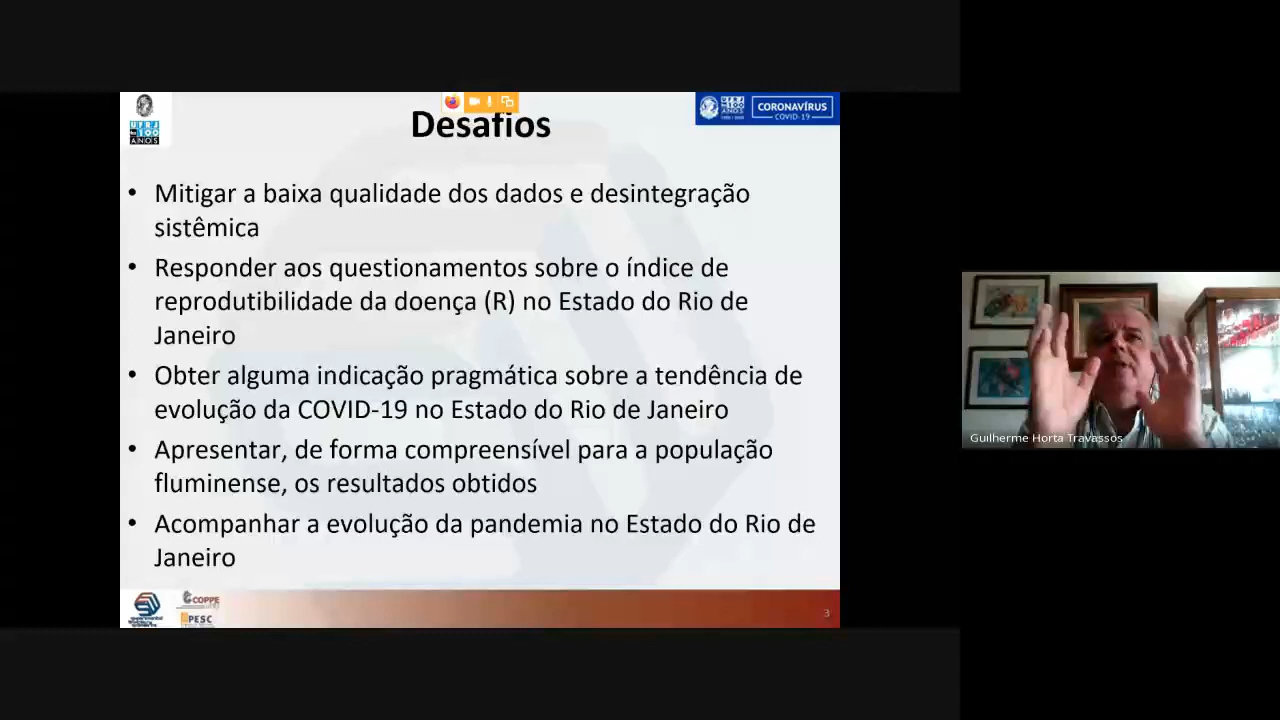 Desafios
UFRJ
100
ANOS
CORONAVÍRUS
COVID-19
• Mitigar a baixa qualidade dos dados e desintegração
sistêmica
• Responder aos questionamentos sobre o índice de
reprodutibilidade da doença (R) no Estado do Rio de
Janeiro
• Obter alguma indicação pragmática sobre a tendência de
evolução da COVID-19 no Estado do Rio de Janeiro
• Apresentar, de forma compreensível para a população
fluminense, os resultados obtidos
• Acompanhar a evolução da pandemia no Estado do Rio de
Janeiro
COPPE
PESC
3
Guilherme Horta Travassos